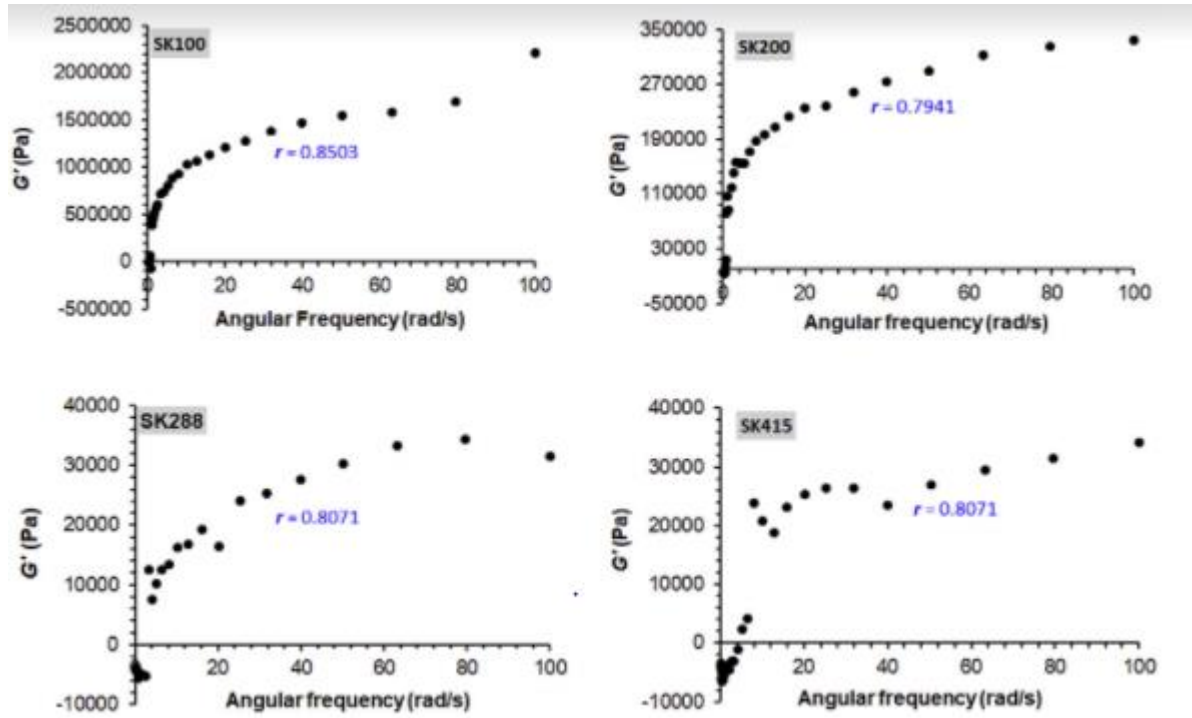 2500000
SK100
2000000
1500000
1000000
500000
0
-500000
G' (Pa)
r = 0.8503
0 20 40 60 80 100
Angular Frequency (rad/s)
350000
SK200
270000
190000
110000
30000
-50000
G' (Pa)
r = 0.7941
0 20 40 60 80 100
Angular frequency (rad/s)
40000
SK288
30000
20000
10000
0
-10000
G' (Pa)
r = 0.8071
0 20 40 60 80 100
Angular frequency (rad/s)
40000
SK415
30000
20000
10000
0
-10000
G' (Pa)
r = 0.8071
0 20 40 60 80 100
Angular frequency (rad/s)